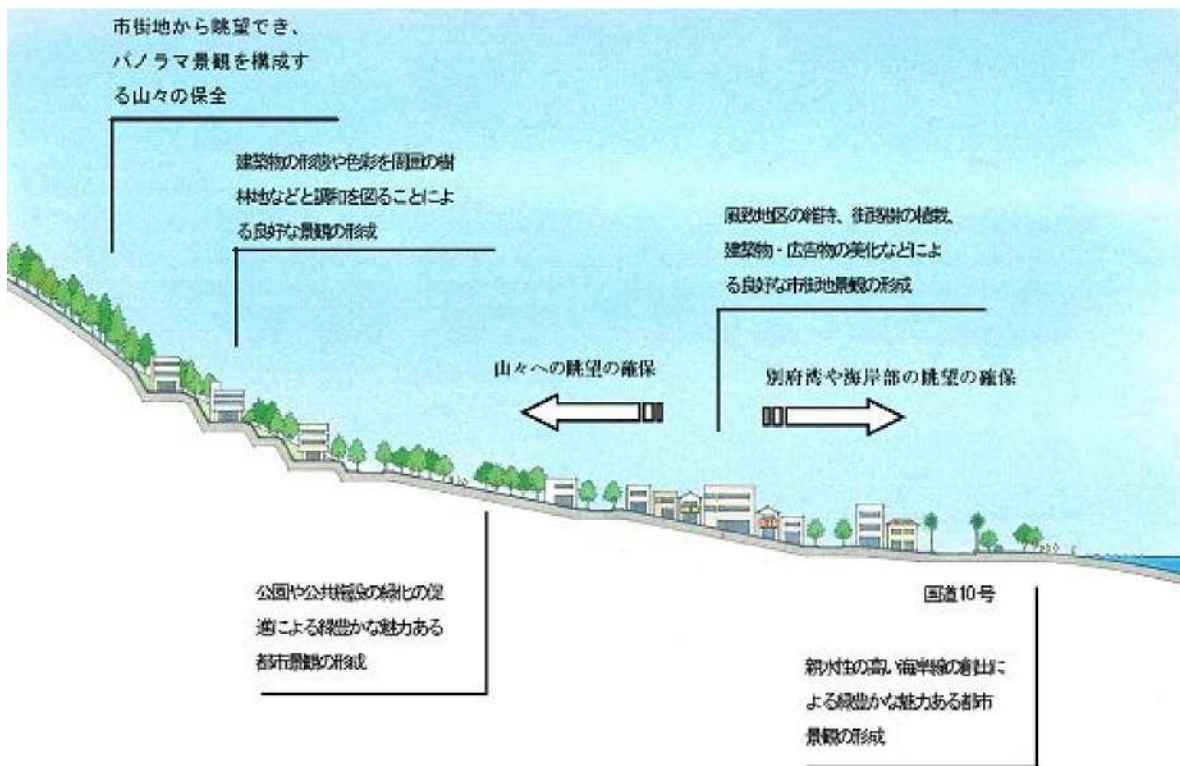 市街地から眺望でき、
パノラマ景観を構成す
る山々の保全
建築物の形態や色彩を周囲の樹
林地などと調和を図ることによ
る良好な景観の形成
風致地区の維持、街路樹の植栽、
建築物・広告物の美化などによ
る良好な市街地景観の形成
山々への眺望の確保
別府湾や海岸部の眺望の確保
公園や公共施設の緑化の促
進による緑豊かな魅力ある
都市景観の形成
国道10号
親水性の高い海岸線の創出に
よる緑豊かな魅力ある都市
景観の形成